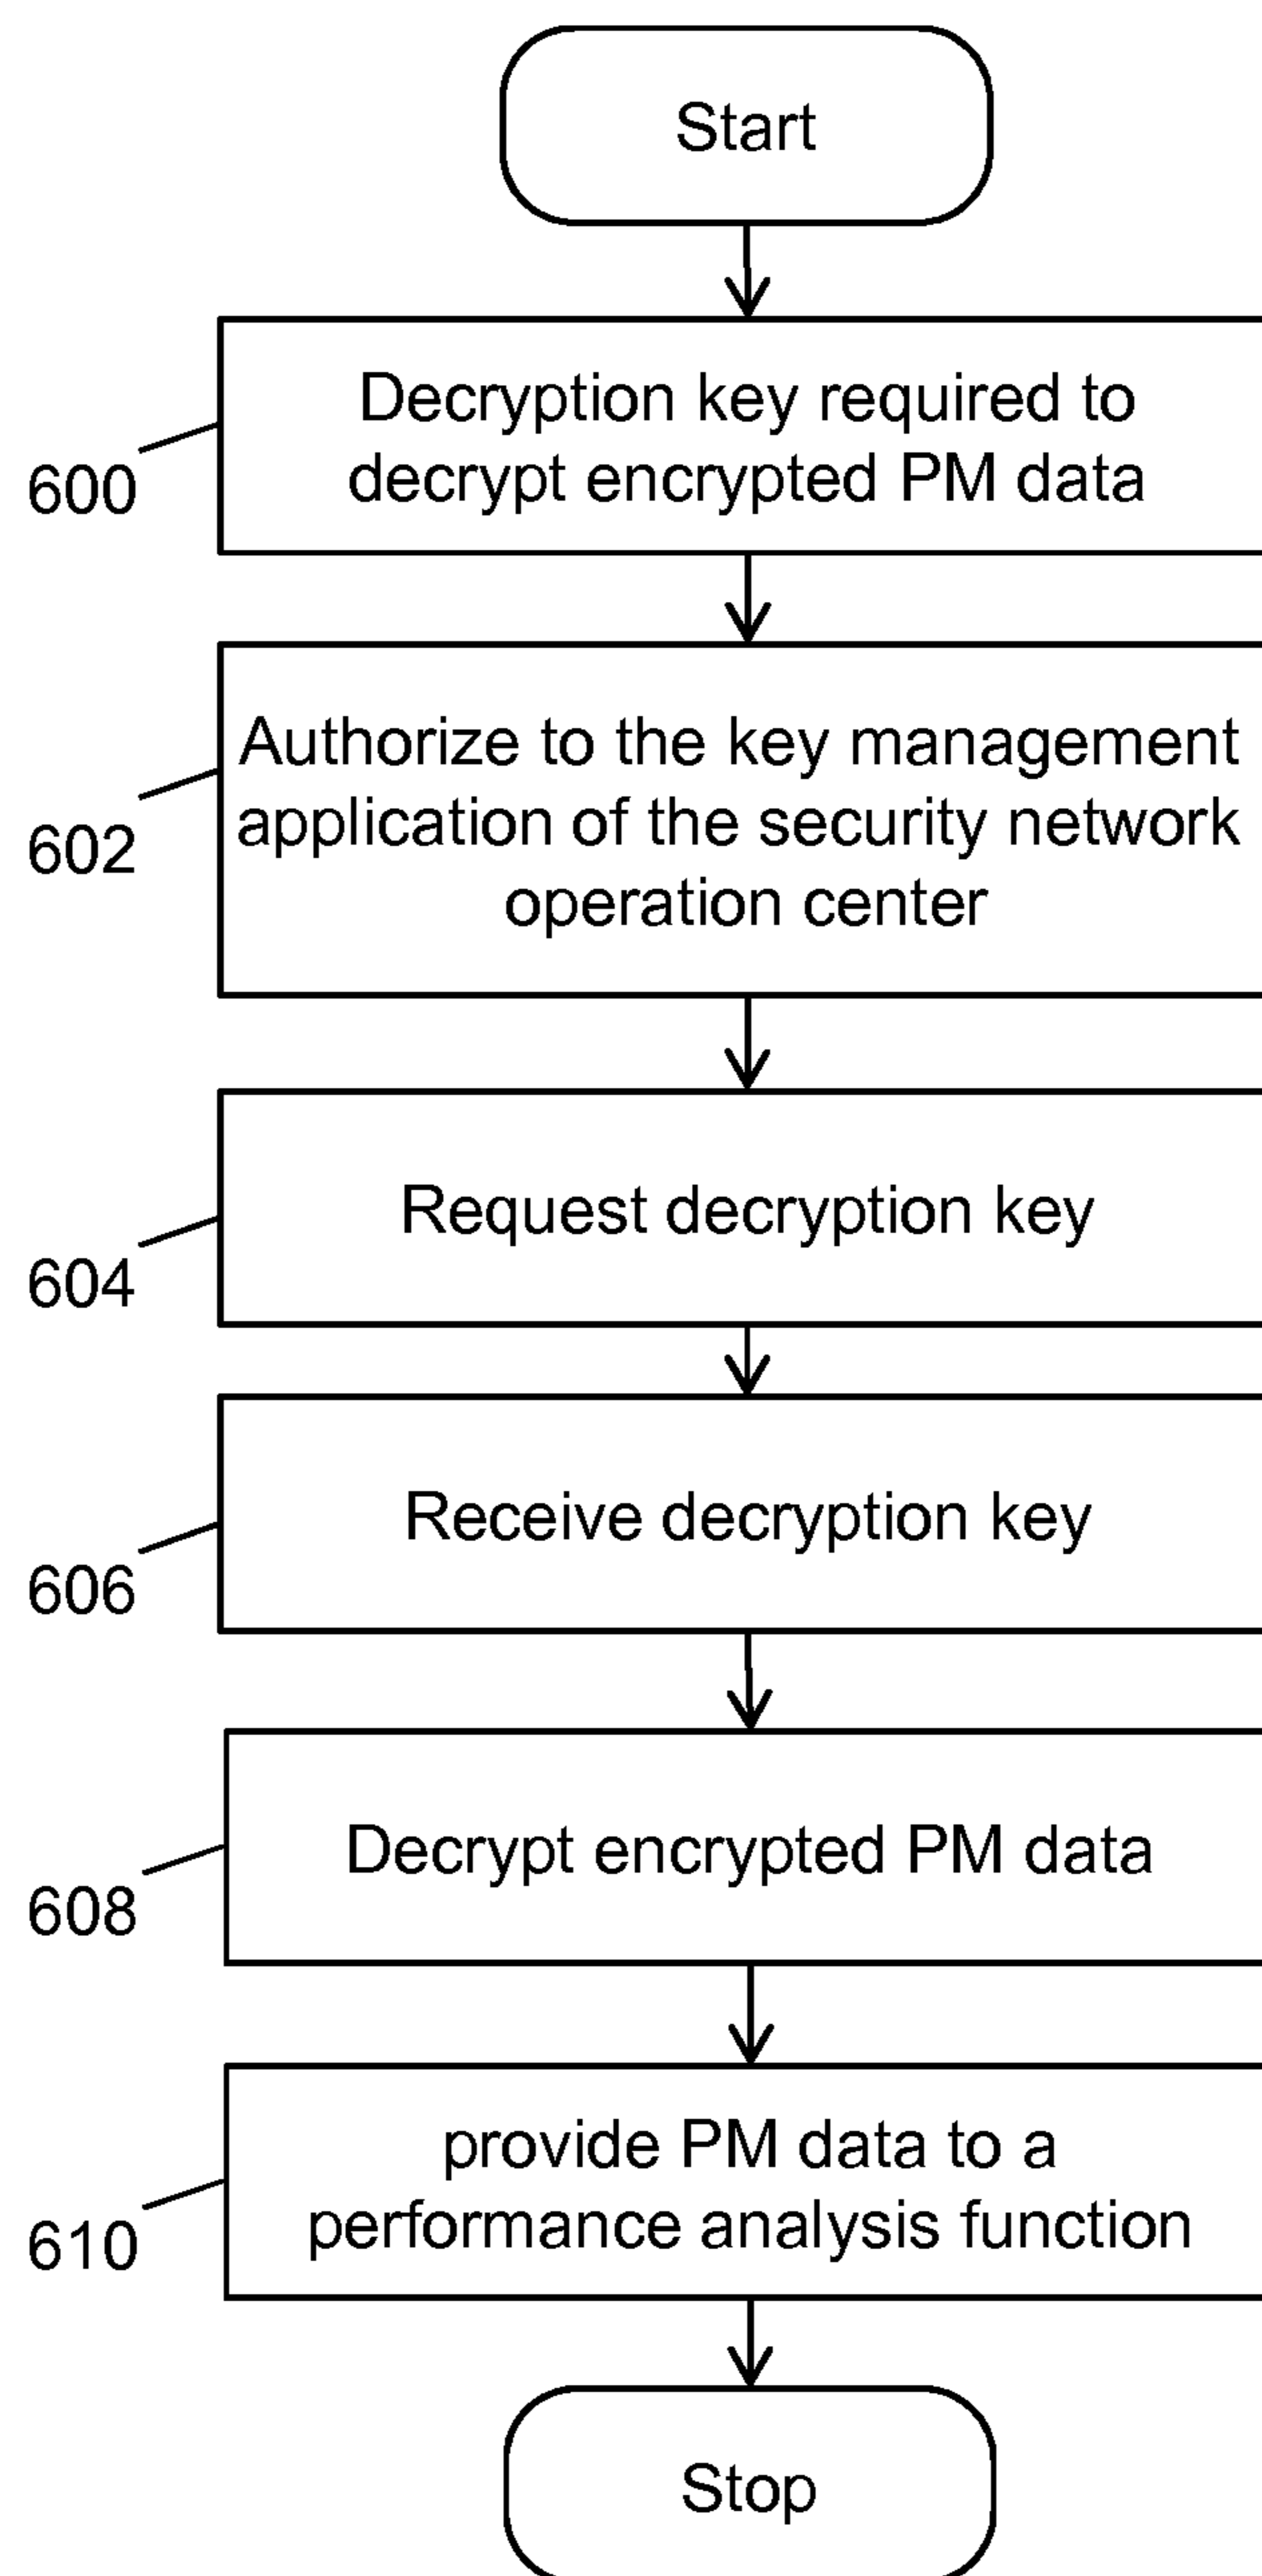 Start
Decryption key required to
decrypt encrypted PM data
600
Authorize to the key management
application of the security network
operation center
602
Request decryption key
604
Receive decryption key
606
Decrypt encrypted PM data
608
provide PM data to a
performance analysis function
610
Stop